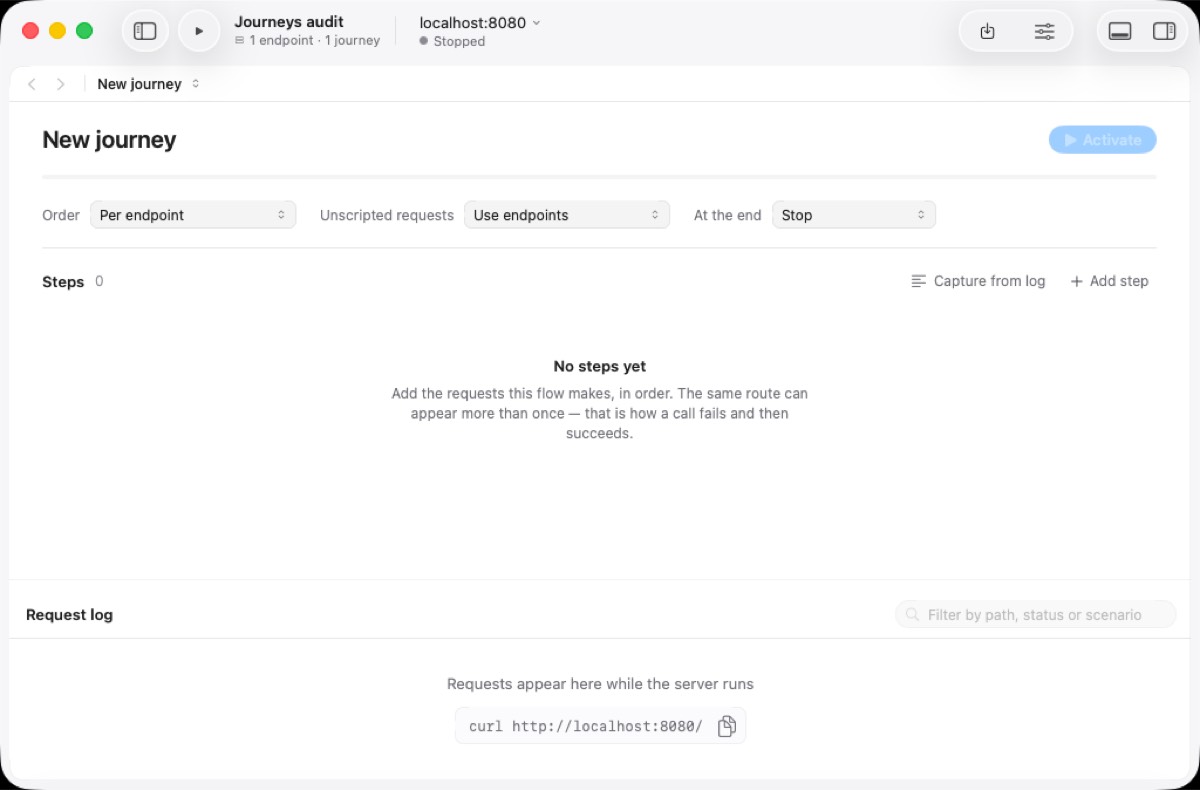 Journeys audit
1 endpoint · 1 journey
localhost:8080
Stopped
New journey
New journey
Activate
Order
Per endpoint
Unscripted requests
Use endpoints
At the end
Stop
Steps 0
Capture from log
Add step
No steps yet
Add the requests this flow makes, in order. The same route can
appear more than once — that is how a call fails and then
succeeds.
Request log
Filter by path, status or scenario
Requests appear here while the server runs
curl http://localhost:8080/